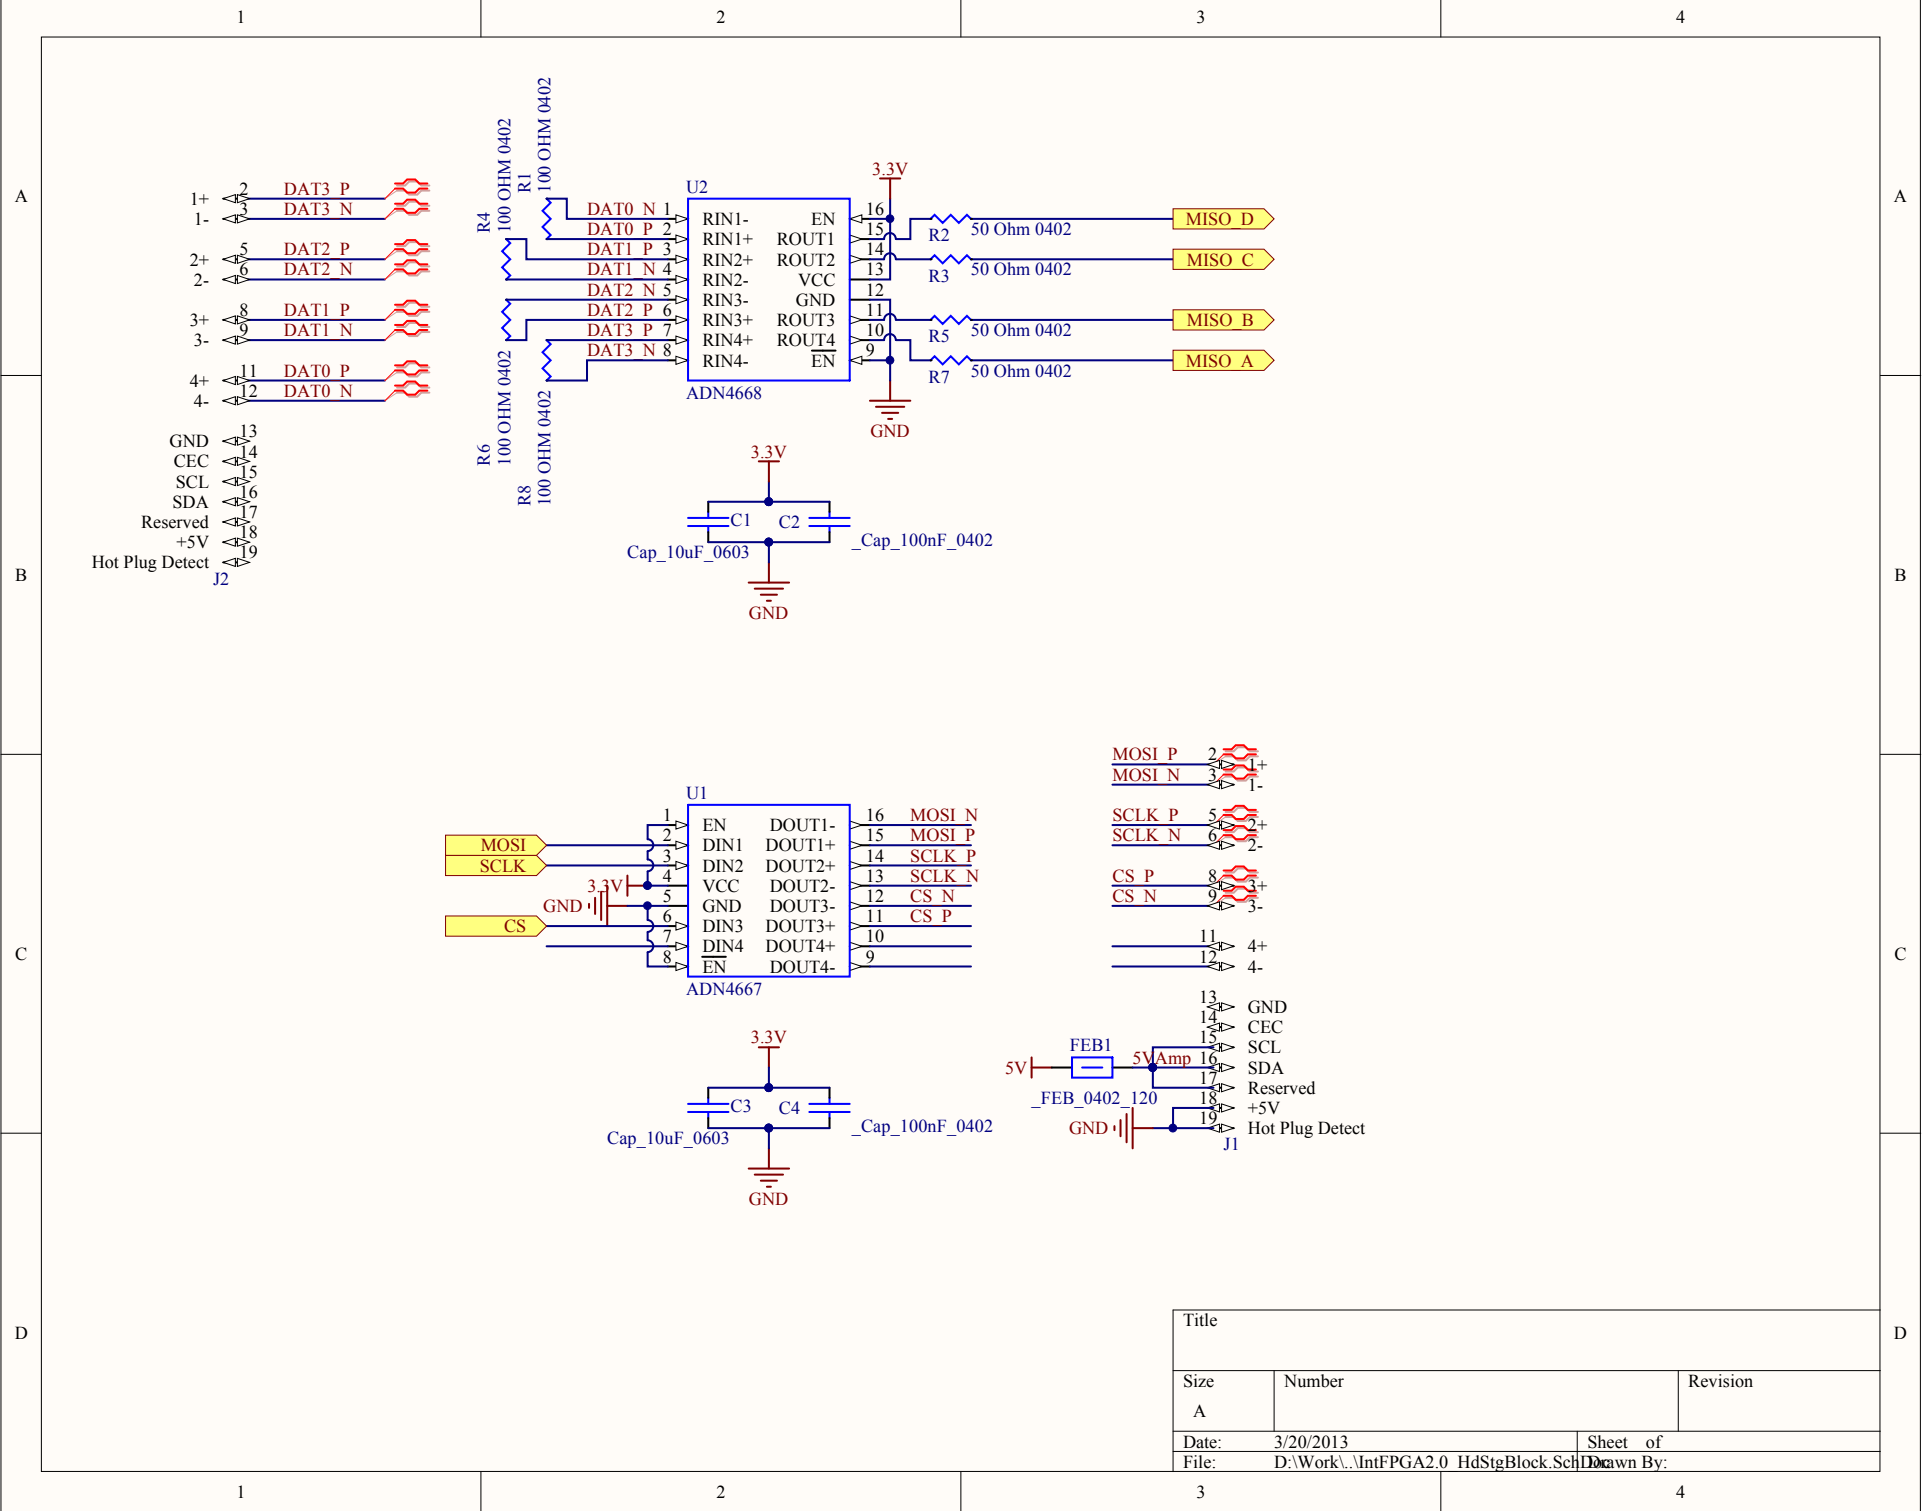 1 2 3 4
A A
B B
C C
D D
1+ 2 DAT3_P
1- 3 DAT3_N
2+ 5 DAT2_P
2- 6 DAT2_N
3+ 8 DAT1_P
3- 9 DAT1_N
4+ 11 DAT0_P
4- 12 DAT0_N
GND 13
CEC 14
SCL 15
SDA 16
Reserved 17
+5V 18
Hot Plug Detect 19
J2
R1
100 OHM 0402
R4
100 OHM 0402
R6
100 OHM 0402
R8
100 OHM 0402
3.3V
U2
DAT0_N 1 RIN1- EN 16
DAT0_P 2 RIN1+ ROUT1 15
DAT1_P 3 RIN2+ ROUT2 14
DAT1_N 4 RIN2- VCC 13
DAT2_N 5 RIN3- GND 12
DAT2_P 6 RIN3+ ROUT3 11
DAT3_P 7 RIN4+ ROUT4 10
DAT3_N 8 RIN4- EN 9
ADN4668
GND
R2 50 Ohm 0402 MISO_D
R3 50 Ohm 0402 MISO_C
R5 50 Ohm 0402 MISO_B
R7 50 Ohm 0402 MISO_A
3.3V
C1 C2
Cap_10uF_0603 _Cap_100nF_0402
GND
U1
1 EN DOUT1- 16 MOSI_N
MOSI 2 DIN1 DOUT1+ 15 MOSI_P
SCLK 3 DIN2 DOUT2+ 14 SCLK_P
3.3V 4 VCC DOUT2- 13 SCLK_N
GND 5 GND DOUT3- 12 CS_N
CS 6 DIN3 DOUT3+ 11 CS_P
7 DIN4 DOUT4+ 10
8 EN DOUT4- 9
ADN4667
3.3V
C3 C4
Cap_10uF_0603 _Cap_100nF_0402
GND
MOSI_P 2 1+
MOSI_N 3 1-
SCLK_P 5 2+
SCLK_N 6 2-
CS_P 8 3+
CS_N 9 3-
11 4+
12 4-
13 GND
14 CEC
15 SCL
FEB1
5V 5VAmp 16 SDA
17 Reserved
_FEB_0402_120 18 +5V
GND 19 Hot Plug Detect
J1
Title
Size Number Revision
A
Date: 3/20/2013 Sheet of
File: D:\Work\..\IntFPGA2.0_HdStgBlock.SchDoc Drawn By:
1 2 3 4